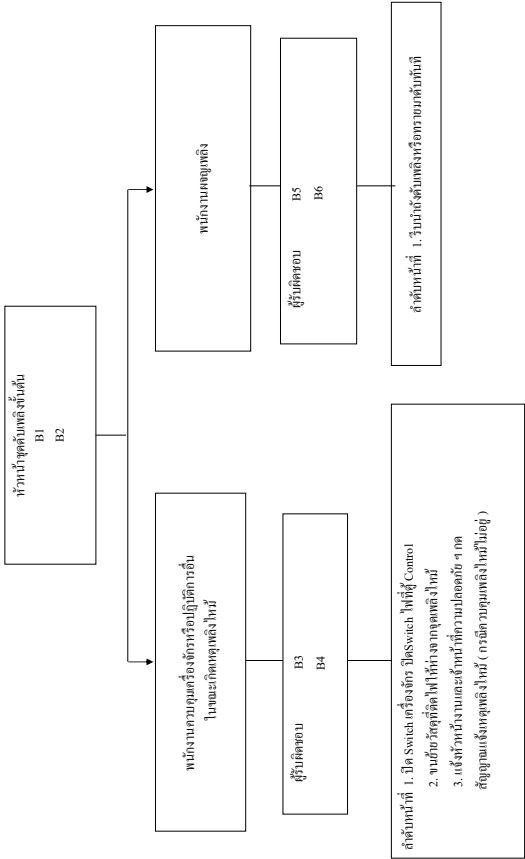 หัวหน้าชุดดับเพลิงขั้นต้น
B1
B2
พนักงานควบคุมเครื่องจักรหรือปฏิบัติการอื่น
ในขณะเกิดเหตุเพลิงไหม้
ผู้รับผิดชอบ B3
B4
ลำดับหน้าที่ 1. ปิด Switch เครื่องจักร ปิดSwitch ไฟที่ตู้ Control
2. ขนย้ายวัสดุที่ติดไฟให้ห่างจากจุดเพลิงไหม้
3. แจ้งหัวหน้างานและเจ้าหน้าที่ความปลอดภัย ๆ กด
สัญญาณแจ้งเหตุเพลิงไหม้ ( กรณีควบคุมเพลิงไหม้ไม่อยู่ )
พนักงานผจญเพลิง
ผู้รับผิดชอบ B5
B6
ลำดับหน้าที่ 1. รีบนำถังดับเพลิงหรือทรายมาดับทันที